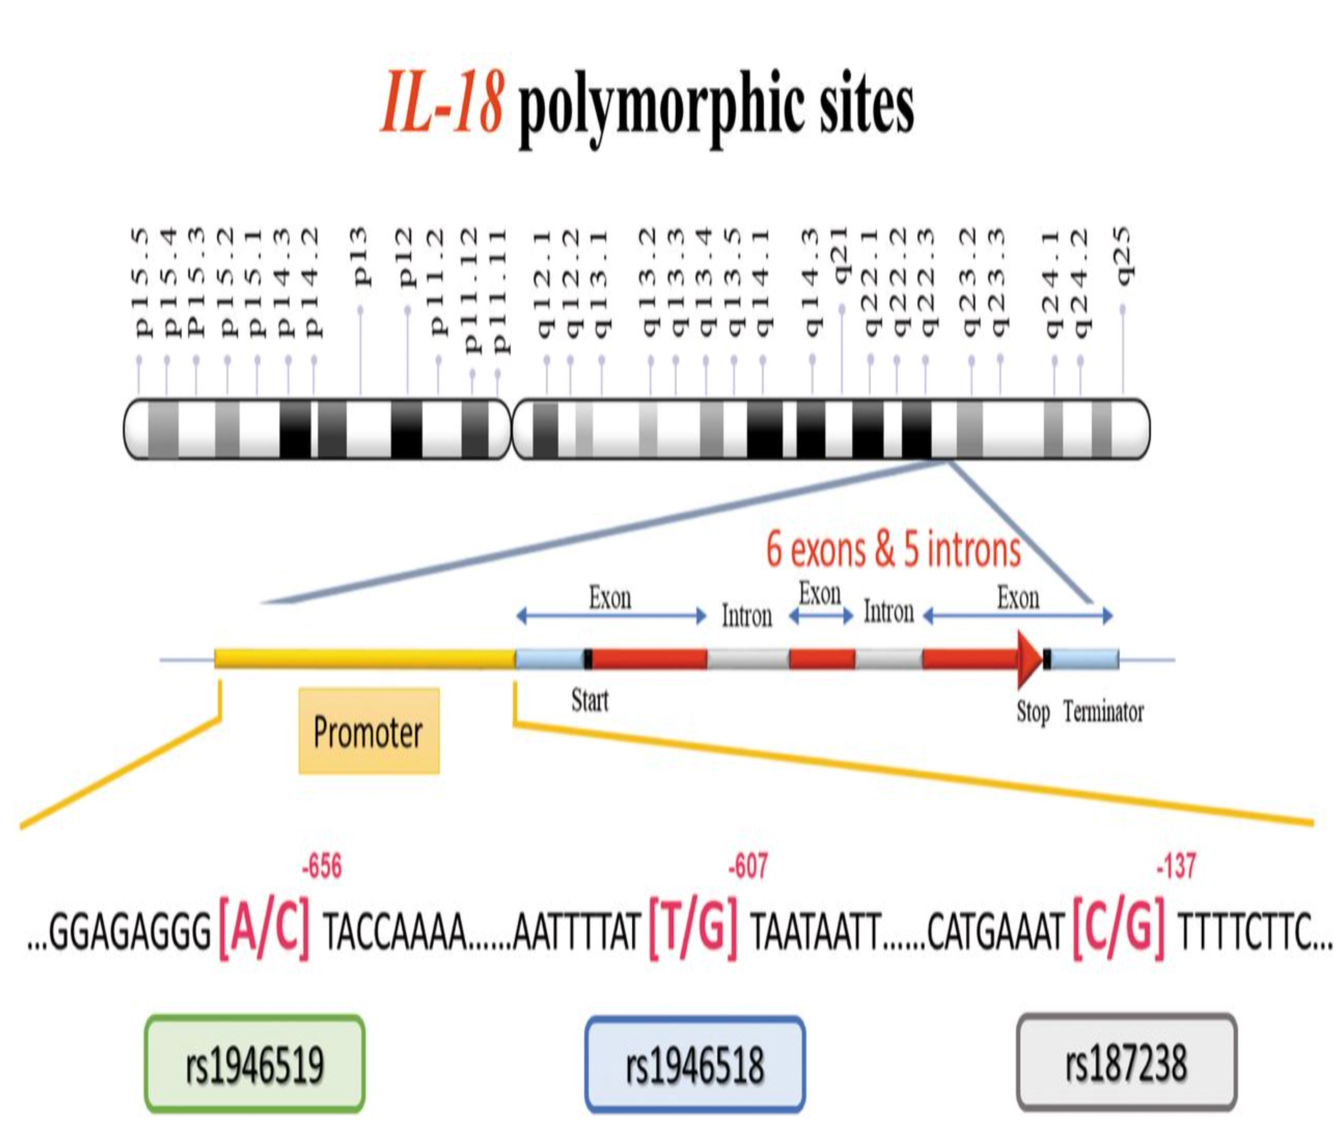 IL-18 polymorphic sites
p15.5
p15.4
P15.3
p15.2
p15.1
p14.3
p14.2
p13
p12
p11.2
p11.12
p11.11
q12.1
q12.2
q13.1
q13.2
q13.3
q13.4
q13.5
q14.1
q14.3
q21
q22.1
q22.2
q22.3
q23.2
q23.3
q24.1
q24.2
q25
6 exons & 5 introns
Exon
Intron
Exon
Intron
Exon
Start
Stop
Terminator
Promoter
-656
-607
-137
...GGAGAGGG [A/C] TACCAAAA......AATTTTAT [T/G] TAATAATT......CATGAAAT [C/G] TTTTCTTC...
rs1946519
rs1946518
rs187238